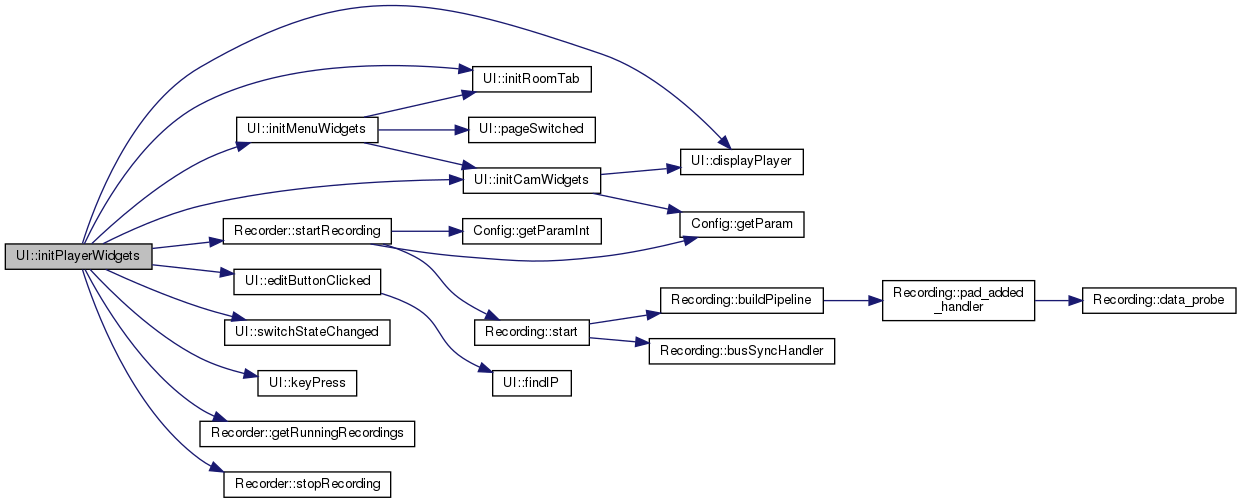 UI::initPlayerWidgets
UI::initMenuWidgets
UI::initRoomTab
UI::pageSwitched
UI::initCamWidgets
UI::displayPlayer
Config::getParam
Recorder::startRecording
Config::getParamInt
UI::editButtonClicked
UI::switchStateChanged
UI::keyPress
Recorder::getRunningRecordings
Recorder::stopRecording
Recording::start
UI::findIP
Recording::buildPipeline
Recording::busSyncHandler
Recording::pad_added
_handler
Recording::data_probe